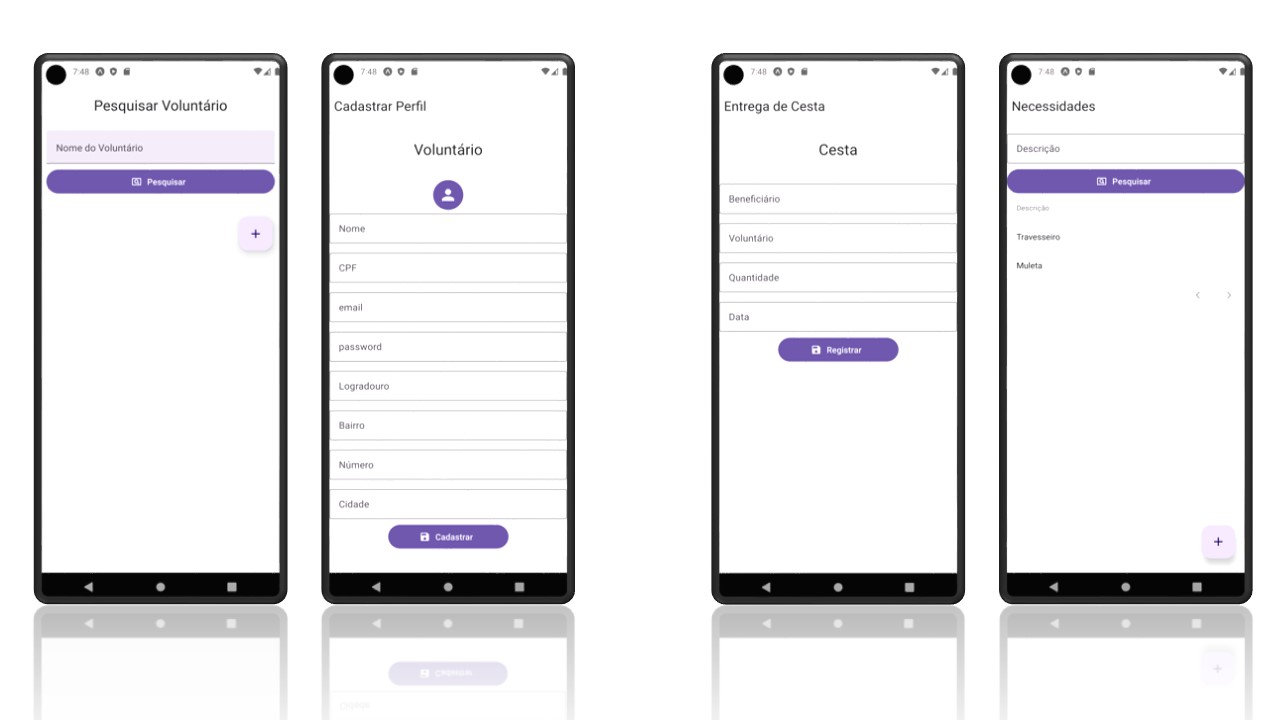 7:48
Pesquisar Voluntário
Nome do Voluntário
Pesquisar
+
7:48
Cadastrar Perfil
Voluntário
Nome
CPF
email
password
Logradouro
Bairro
Número
Cidade
Cadastrar
7:48
Entrega de Cesta
Cesta
Beneficiário
Voluntário
Quantidade
Data
Registrar
7:48
Necessidades
Descrição
Pesquisar
Descrição
Travesseiro
Muleta
+